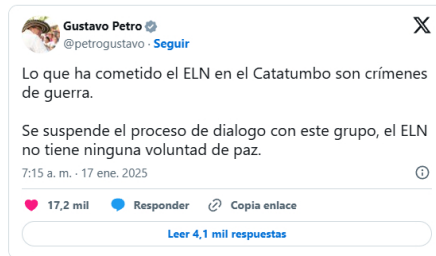 Gustavo Petro
@petrogustavo · Seguir
Lo que ha cometido el ELN en el Catatumbo son crímenes
de guerra.
Se suspende el proceso de dialogo con este grupo, el ELN
no tiene ninguna voluntad de paz.
7:15 a. m. · 17 ene. 2025
17,2 mil Responder Copia enlace
Leer 4,1 mil respuestas